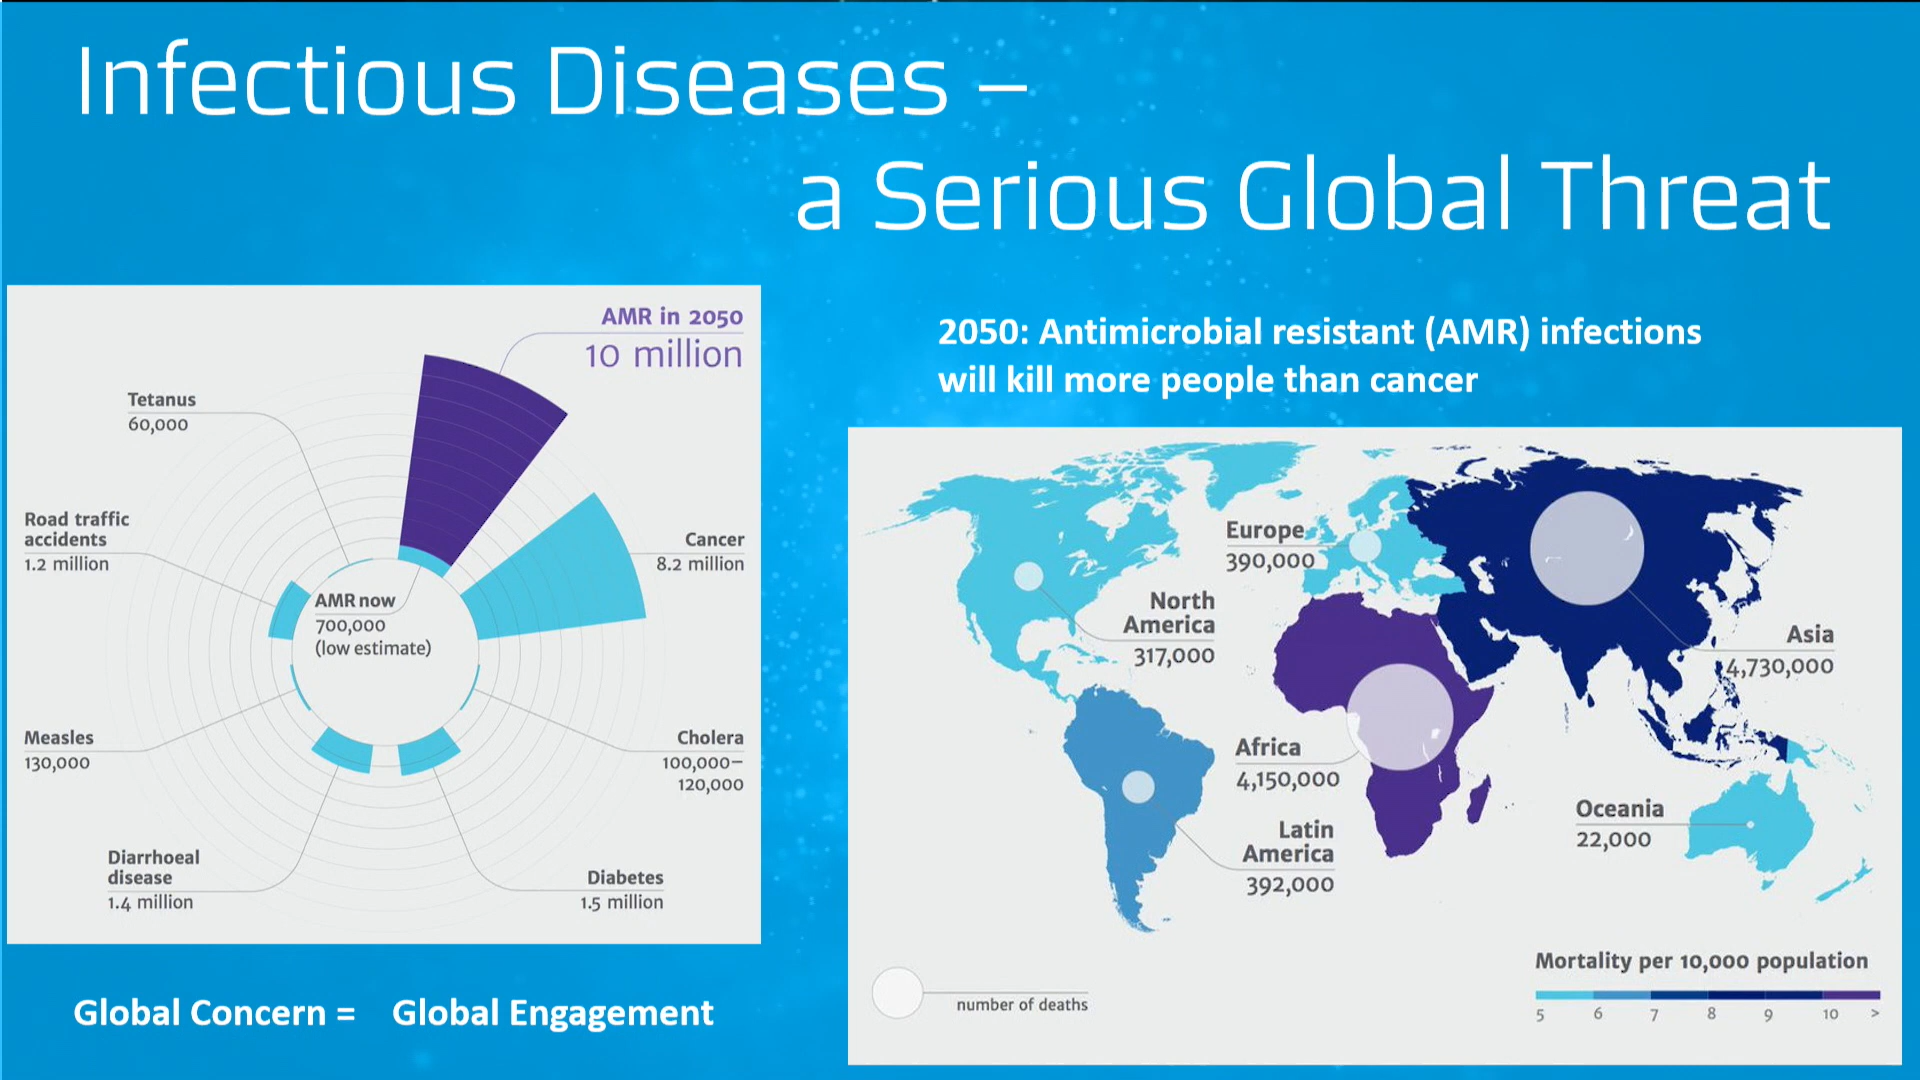 Infectious Diseases –
a Serious Global Threat
AMR in 2050
10 million
Tetanus
60,000
Road traffic
accidents
1.2 million
Cancer
8.2 million
AMR now
700,000
(low estimate)
Measles
130,000
Cholera
100,000–
120,000
Diarrhoeal
disease
1.4 million
Diabetes
1.5 million
Global Concern = Global Engagement
2050: Antimicrobial resistant (AMR) infections
will kill more people than cancer
Europe
390,000
North
America
317,000
Asia
4,730,000
Africa
4,150,000
Latin
America
392,000
Oceania
22,000
number of deaths
Mortality per 10,000 population
5 6 7 8 9 10 >